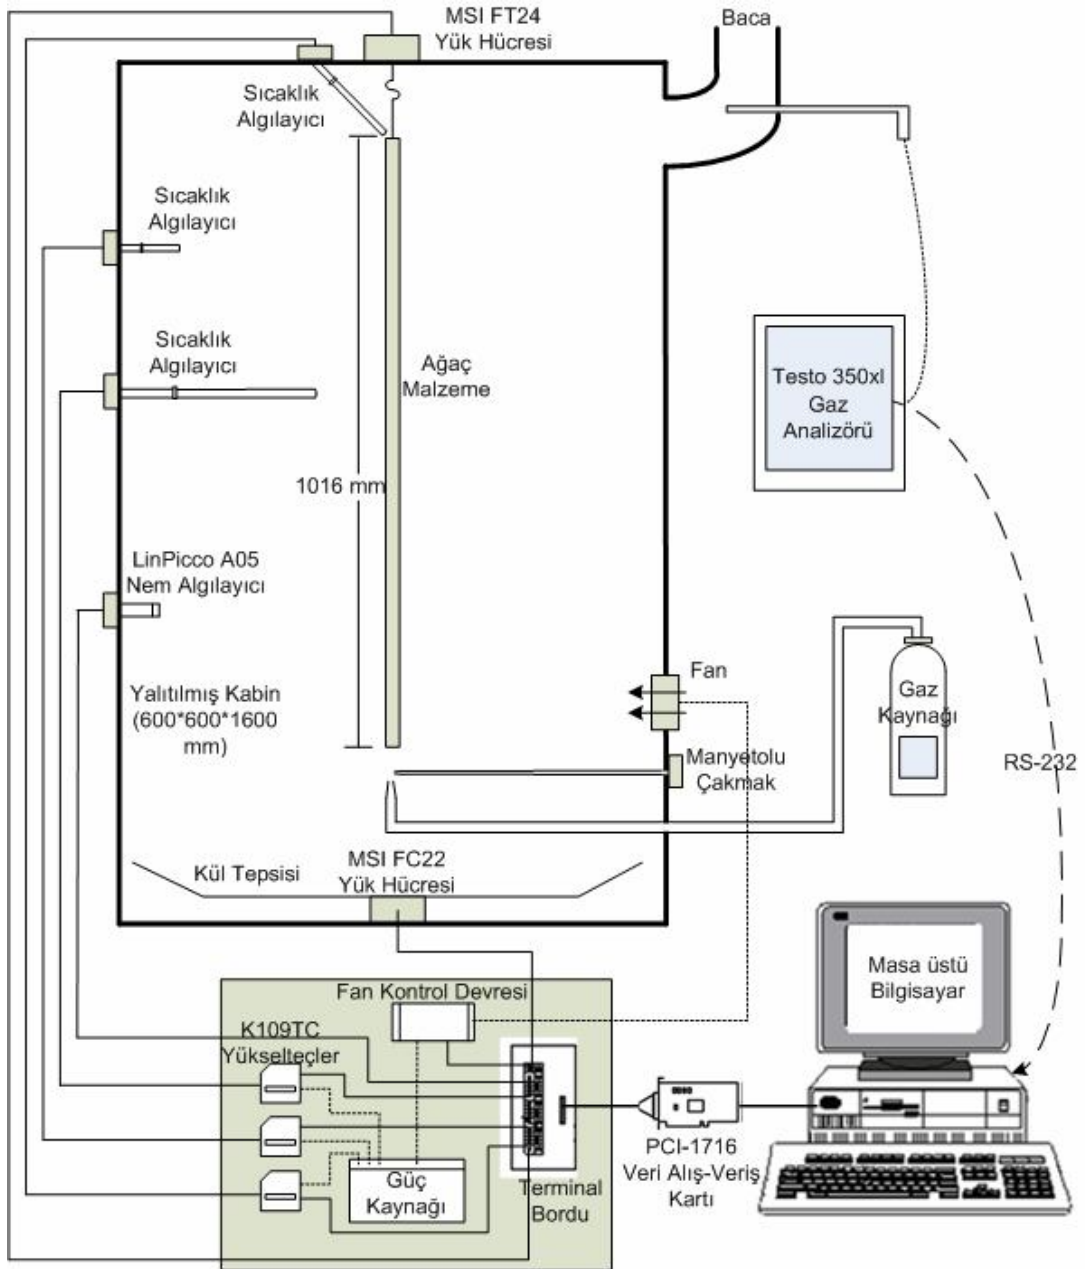 MSI FT24
Yük Hücresi
Baca
Sıcaklık
Algılayıcı
Sıcaklık
Algılayıcı
Sıcaklık
Algılayıcı
Ağaç
Malzeme
Testo 350xl
Gaz
Analizörü
1016 mm
LinPicco A05
Nem Algılayıcı
Yalıtılmış Kabin
(600*600*1600
mm)
Fan
Gaz
Kaynağı
Manyetolu
Çakmak
RS-232
MSI FC22
Yük Hücresi
Kül Tepsisi
Masa üstü
Bilgisayar
Fan Kontrol Devresi
K109TC
Yükselteçler
PCI-1716
Veri Alış-Veriş
Kartı
Güç
Kaynağı
Terminal
Bordu